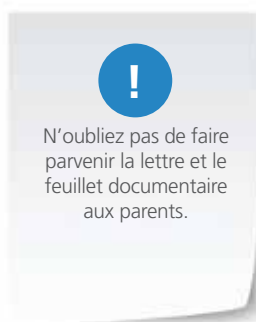 !
N’oubliez pas de faire
parvenir la lettre et le
feuillet documentaire
aux parents.